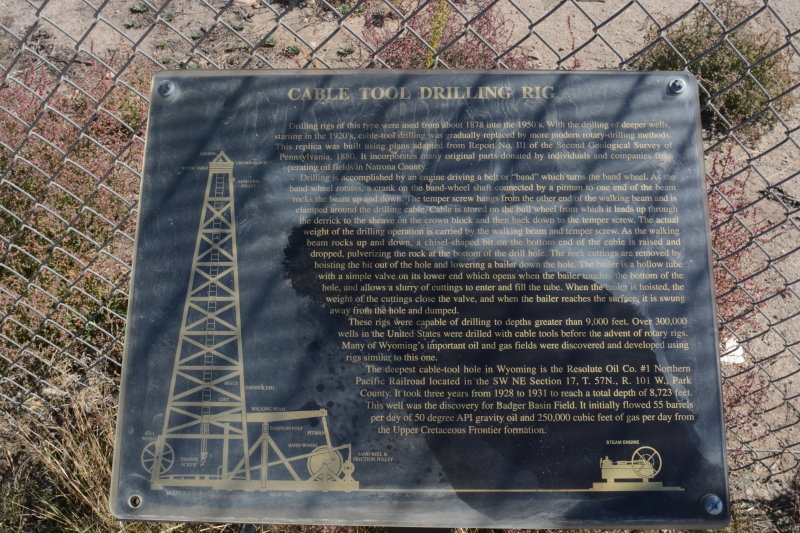 CABLE TOOL DRILLING RIG
Drilling rigs of this type were used from about 1878 into the 1950's. With the drilling of deeper wells,
starting in the 1920's, cable-tool drilling was gradually replaced by more modern rotary-drilling methods.
This replica was built using plans adapted from Report No. III of the Second Geological Survey of
Pennsylvania, 1880. It incorporates many original parts donated by individuals and companies from
operating oil fields in Natrona County.
Drilling is accomplished by an engine driving a belt or "band" which turns the band wheel. As the
band wheel rotates, a crank on the band-wheel shaft connected by a pitman to one end of the beam
rocks the beam up and down. The temper screw hangs from the other end of the walking beam and is
clamped around the drilling cable. Cable is stored on the bull wheel from which it leads up through
the derrick to the sheave on the crown block and then back down to the temper screw. The actual
weight of the drilling operation is carried by the walking beam and temper screw. As the walking
beam rocks up and down, a chisel-shaped bit on the bottom end of the cable is raised and
dropped, pulverizing the rock at the bottom of the drill hole. The rock cuttings are removed by
hoisting the bit out of the hole and lowering a bailer down the hole. The bailer is a hollow tube
with a simple valve on its lower end which opens when the bailer touches the bottom of the
hole, and allows a slurry of cuttings to enter and fill the tube. When the bailer is hoisted, the
weight of the cuttings close the valve, and when the bailer reaches the surface, it is swung
away from the hole and dumped.
These rigs were capable of drilling to depths greater than 9,000 feet. Over 300,000
wells in the United States were drilled with cable tools before the advent of rotary rigs.
Many of Wyoming's important oil and gas fields were discovered and developed using
rigs similar to this one.
The deepest cable-tool hole in Wyoming is the Resolute Oil Co. #1 Northern
Pacific Railroad located in the SW NE Section 17, T. 57N., R. 101 W., Park
County. It took three years from 1928 to 1931 to reach a total depth of 8,723 feet.
This well was the discovery for Badger Basin Field. It initially flowed 55 barrels
per day of 50 degree API gravity oil and 250,000 cubic feet of gas per day from
the Upper Cretaceous Frontier formation.
CROWN BLOCK
WATER TABLE
SAND LINE
PULLEY
BRACE
DERRICK LEG
GIRT
WALKING BEAM
SAMPSON POST
PITMAN
BAND WHEEL
SAND REEL &
FRICTION PULLEY
TEMPER
SCREW
MAIN SILL
STEAM ENGINE